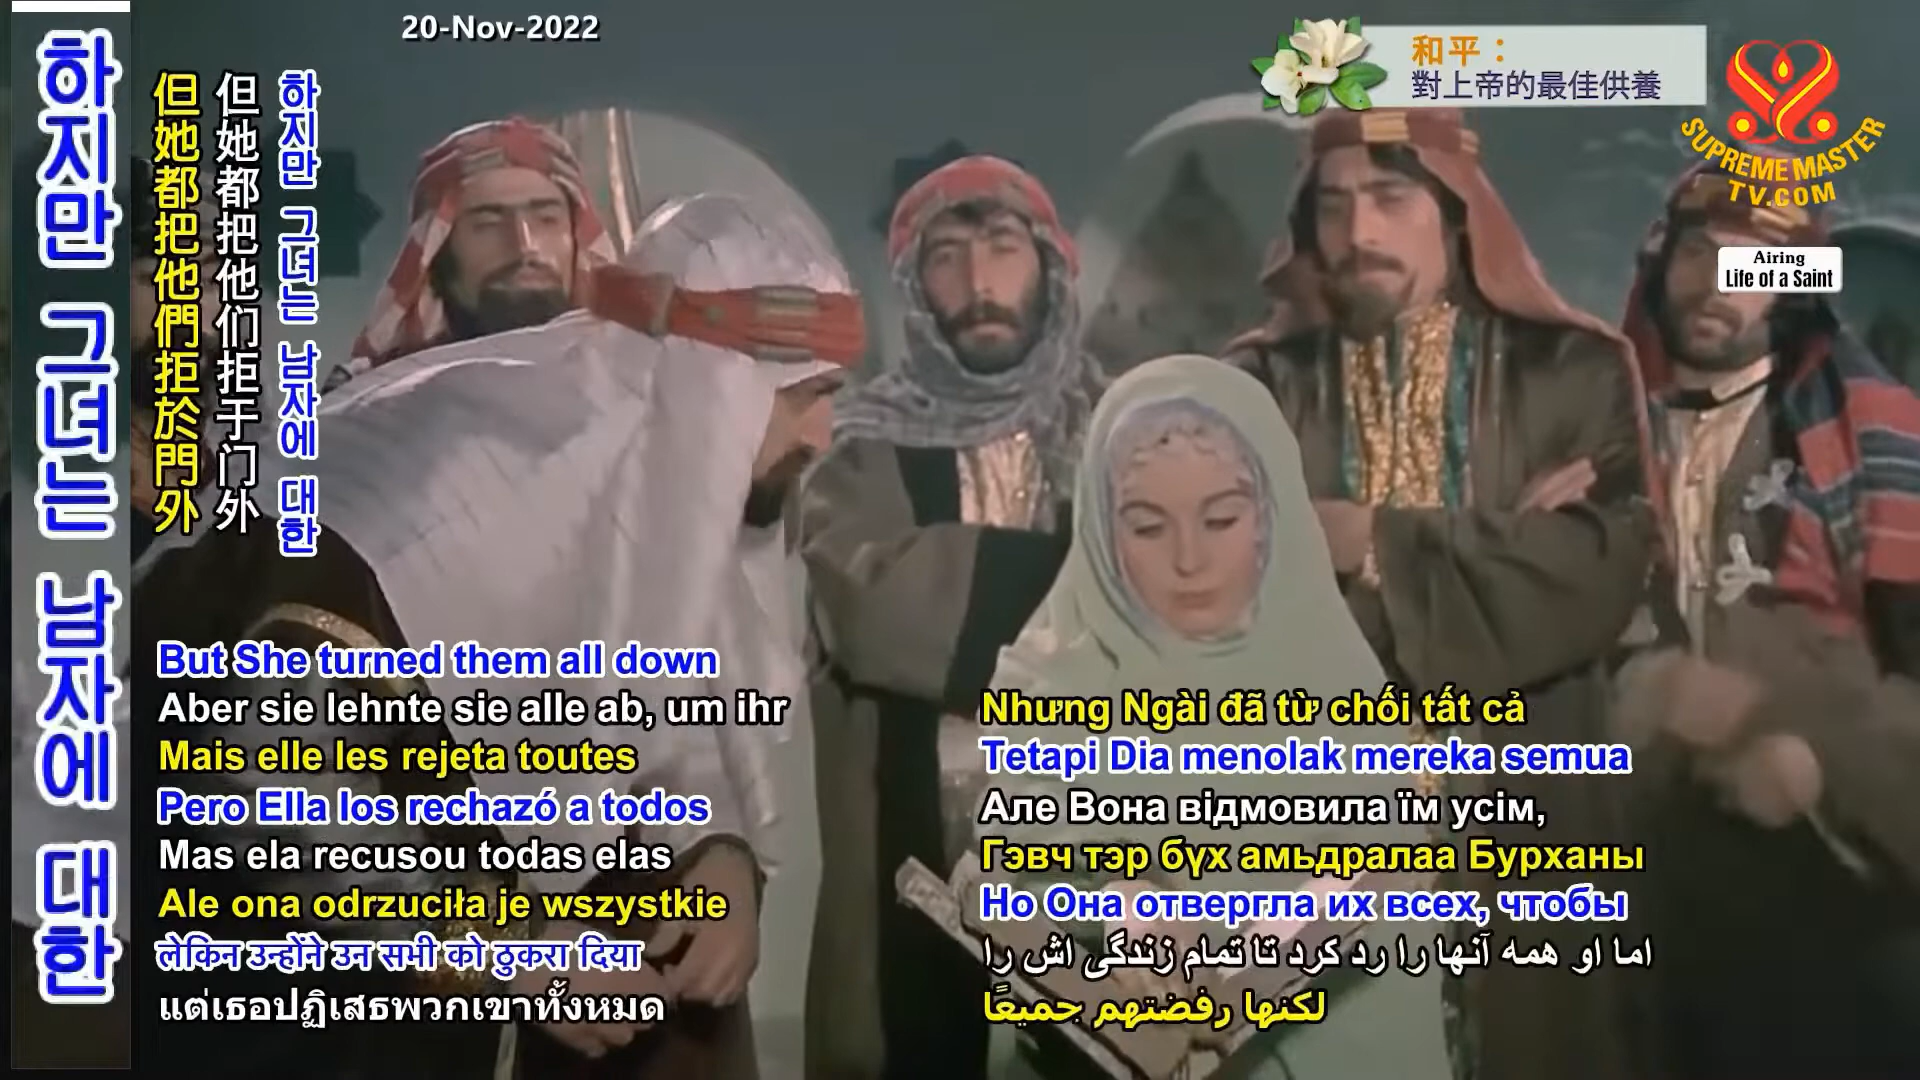 20-Nov-2022
和平：
對上帝的最佳供養
SUPREME MASTER
TV.COM
Airing
Life of a Saint
하지만 그녀는 남자에 대한
但她都把他們拒於門外
但她都把他们拒于门外
하지만 그녀는 남자에 대한
But She turned them all down
Aber sie lehnte sie alle ab, um ihr
Mais elle les rejeta toutes
Pero Ella los rechazó a todos
Mas ela recusou todas elas
Ale ona odrzuciła je wszystkie
लेकिन उन्होंने उन सभी को ठुकरा दिया
แต่เธอปฏิเสธพวกเขาทั้งหมด
Nhưng Ngài đã từ chối tất cả
Tetapi Dia menolak mereka semua
Але Вона відмовила їм усім,
Гэвч тэр бүх амьдралаа Бурханы
Но Она отвергла их всех, чтобы
اما او همه آنها را رد کرد تا تمام زندگی اش را
لكنها رفضتهم جميعًا